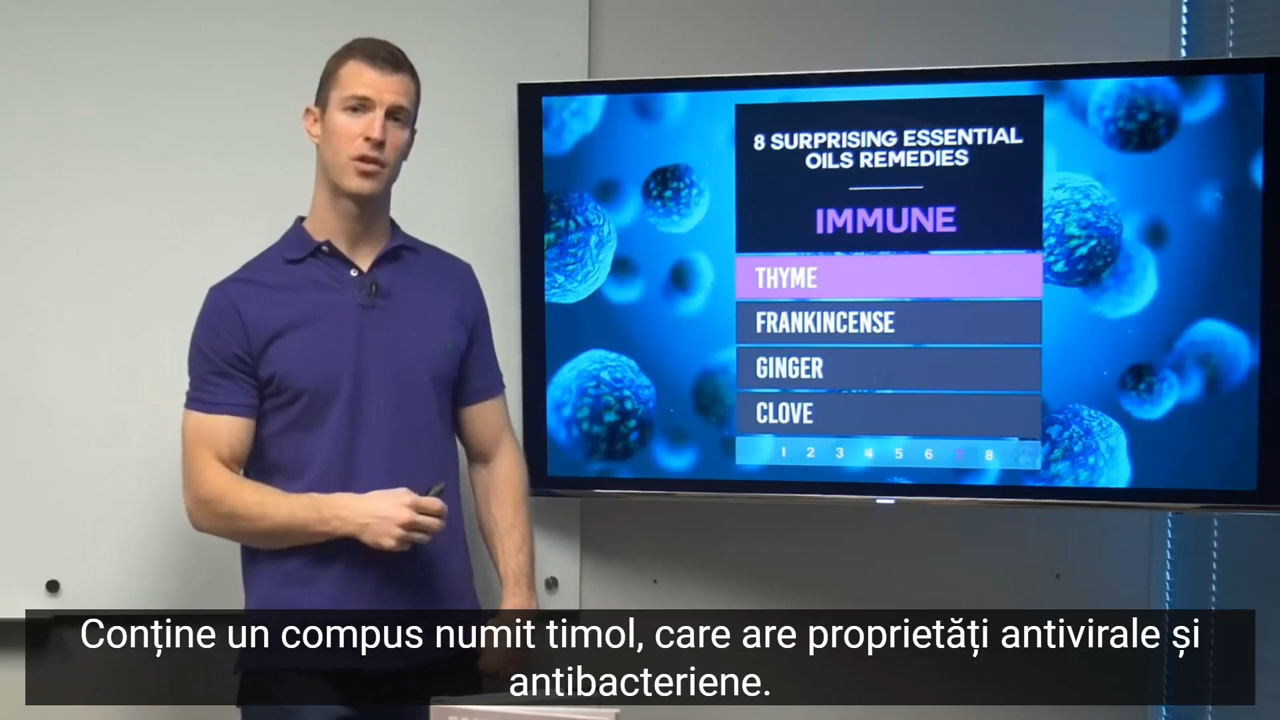 8 SURPRISING ESSENTIAL
OILS REMEDIES
IMMUNE
THYME
FRANKINCENSE
GINGER
CLOVE
1 2 3 4 5 6 7 8
Conține un compus numit timol, care are proprietăți antivirale și
antibacteriene.